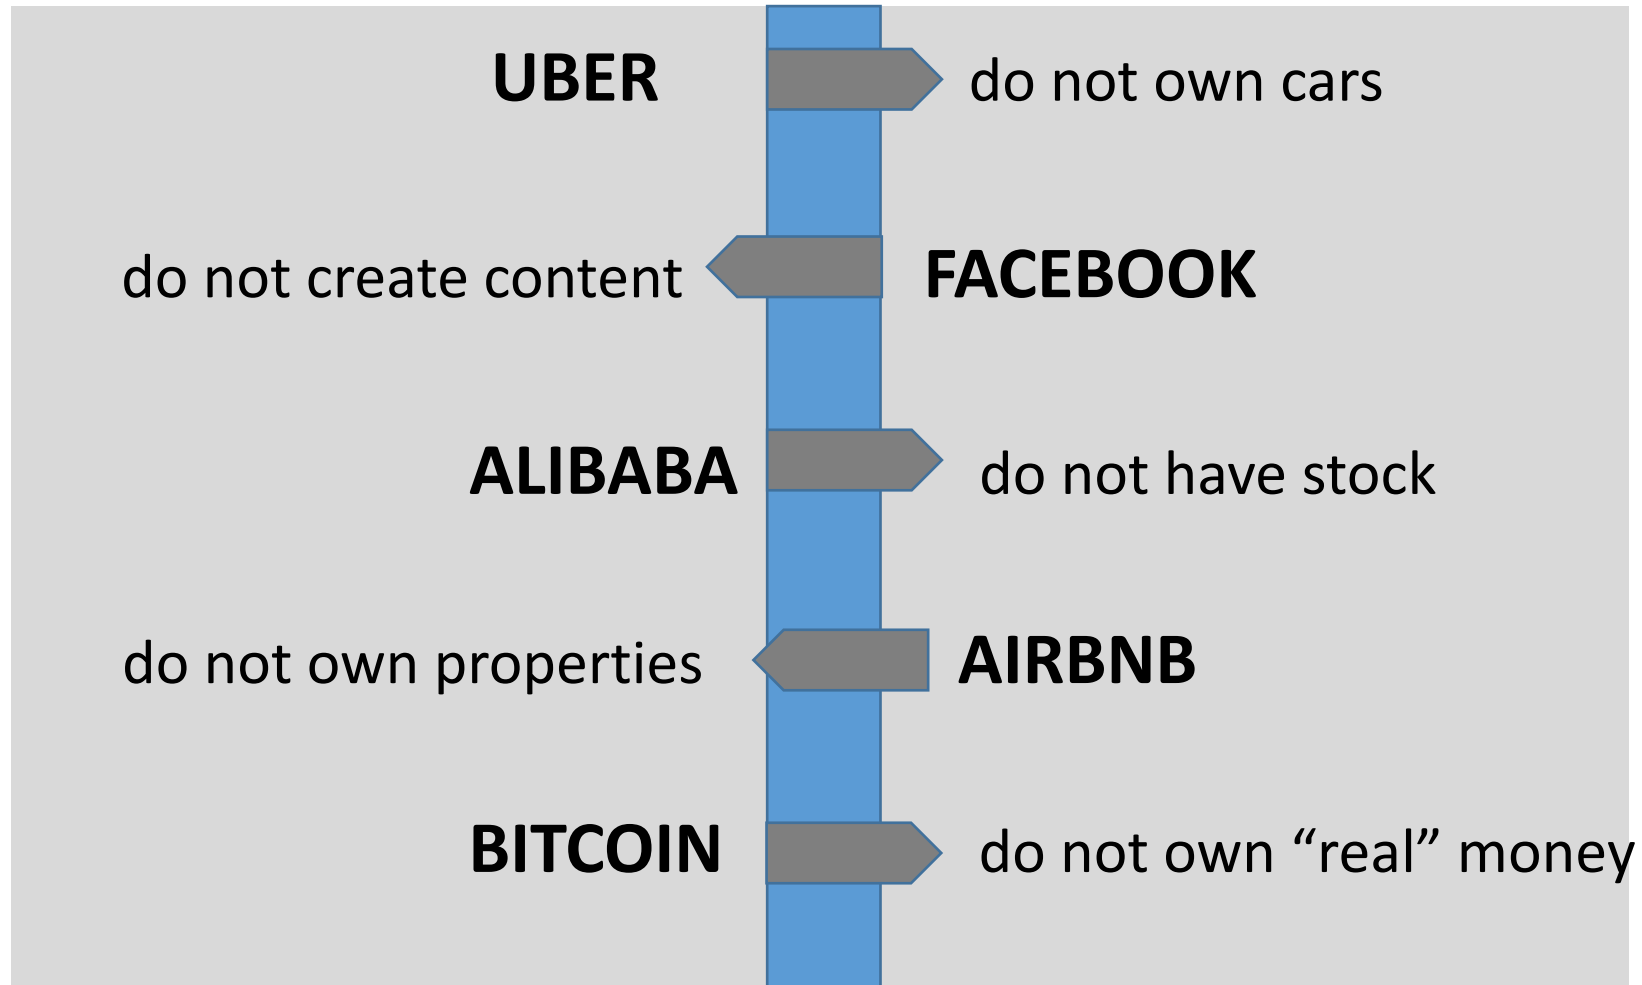 UBER do not own cars
do not create content FACEBOOK
ALIBABA do not have stock
do not own properties AIRBNB
BITCOIN do not own “real” money